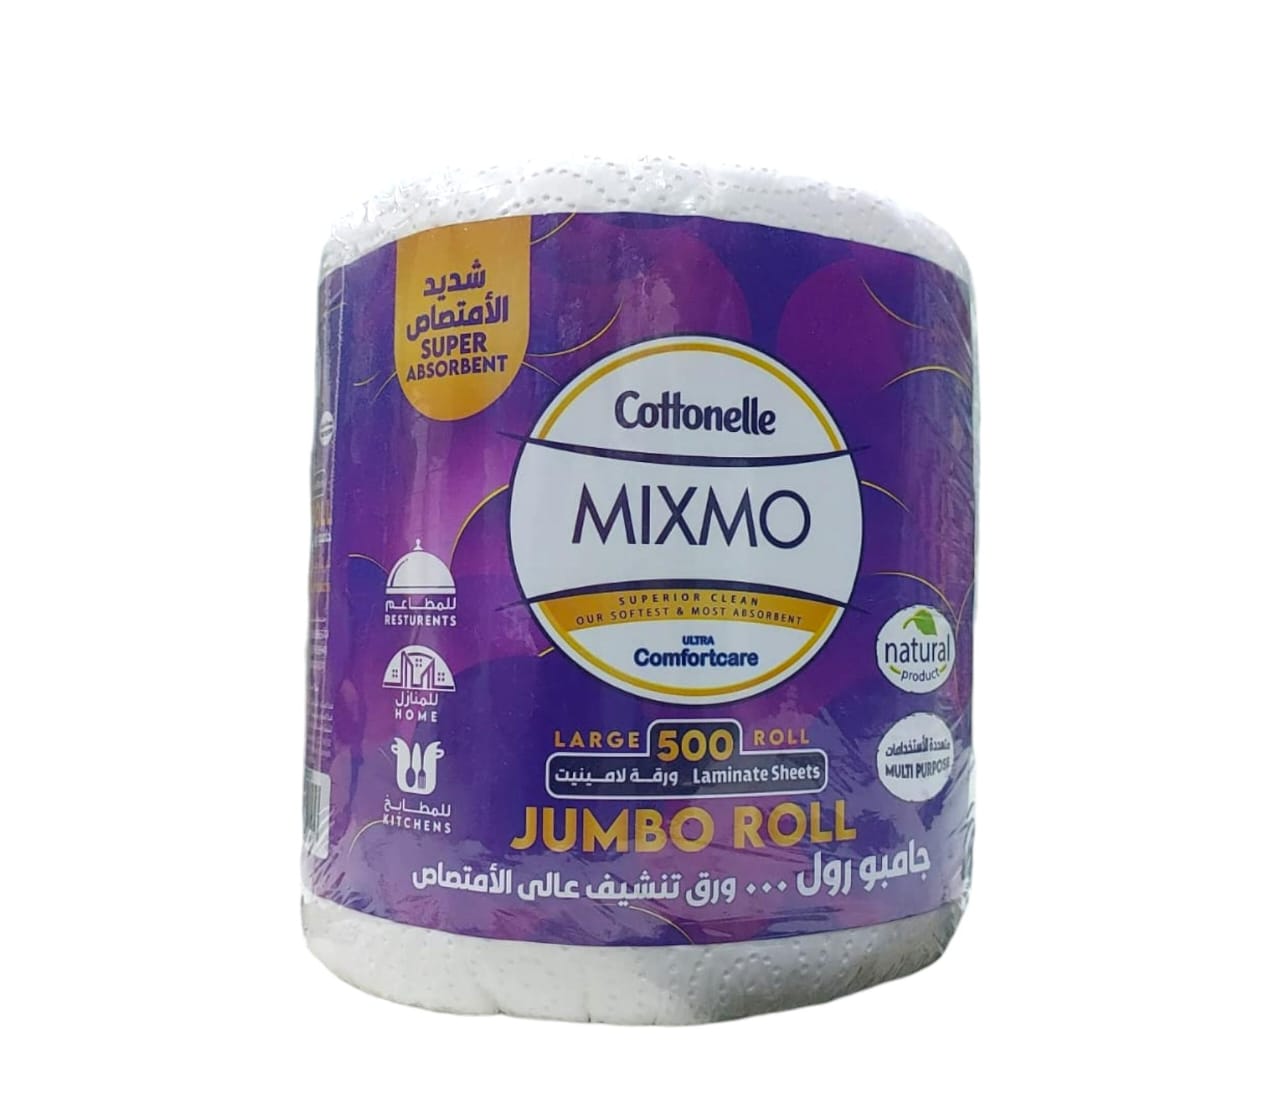 شديد
الأمتصاص
SUPER
ABSORBENT
Cottonelle
MIXMO
SUPERIOR CLEAN
OUR SOFTEST & MOST ABSORBENT
ULTRA
Comfortcare
للمطاعم
RESTURENTS
للمنازل
HOME
للمطابخ
KITCHENS
natural
product
متعددة الأستخدامات
MULTI PURPOSE
LARGE 500 ROLL
ورقة لامينيت Laminate Sheets
JUMBO ROLL
جامبو رول ... ورق تنشيف عالى الأمتصاص